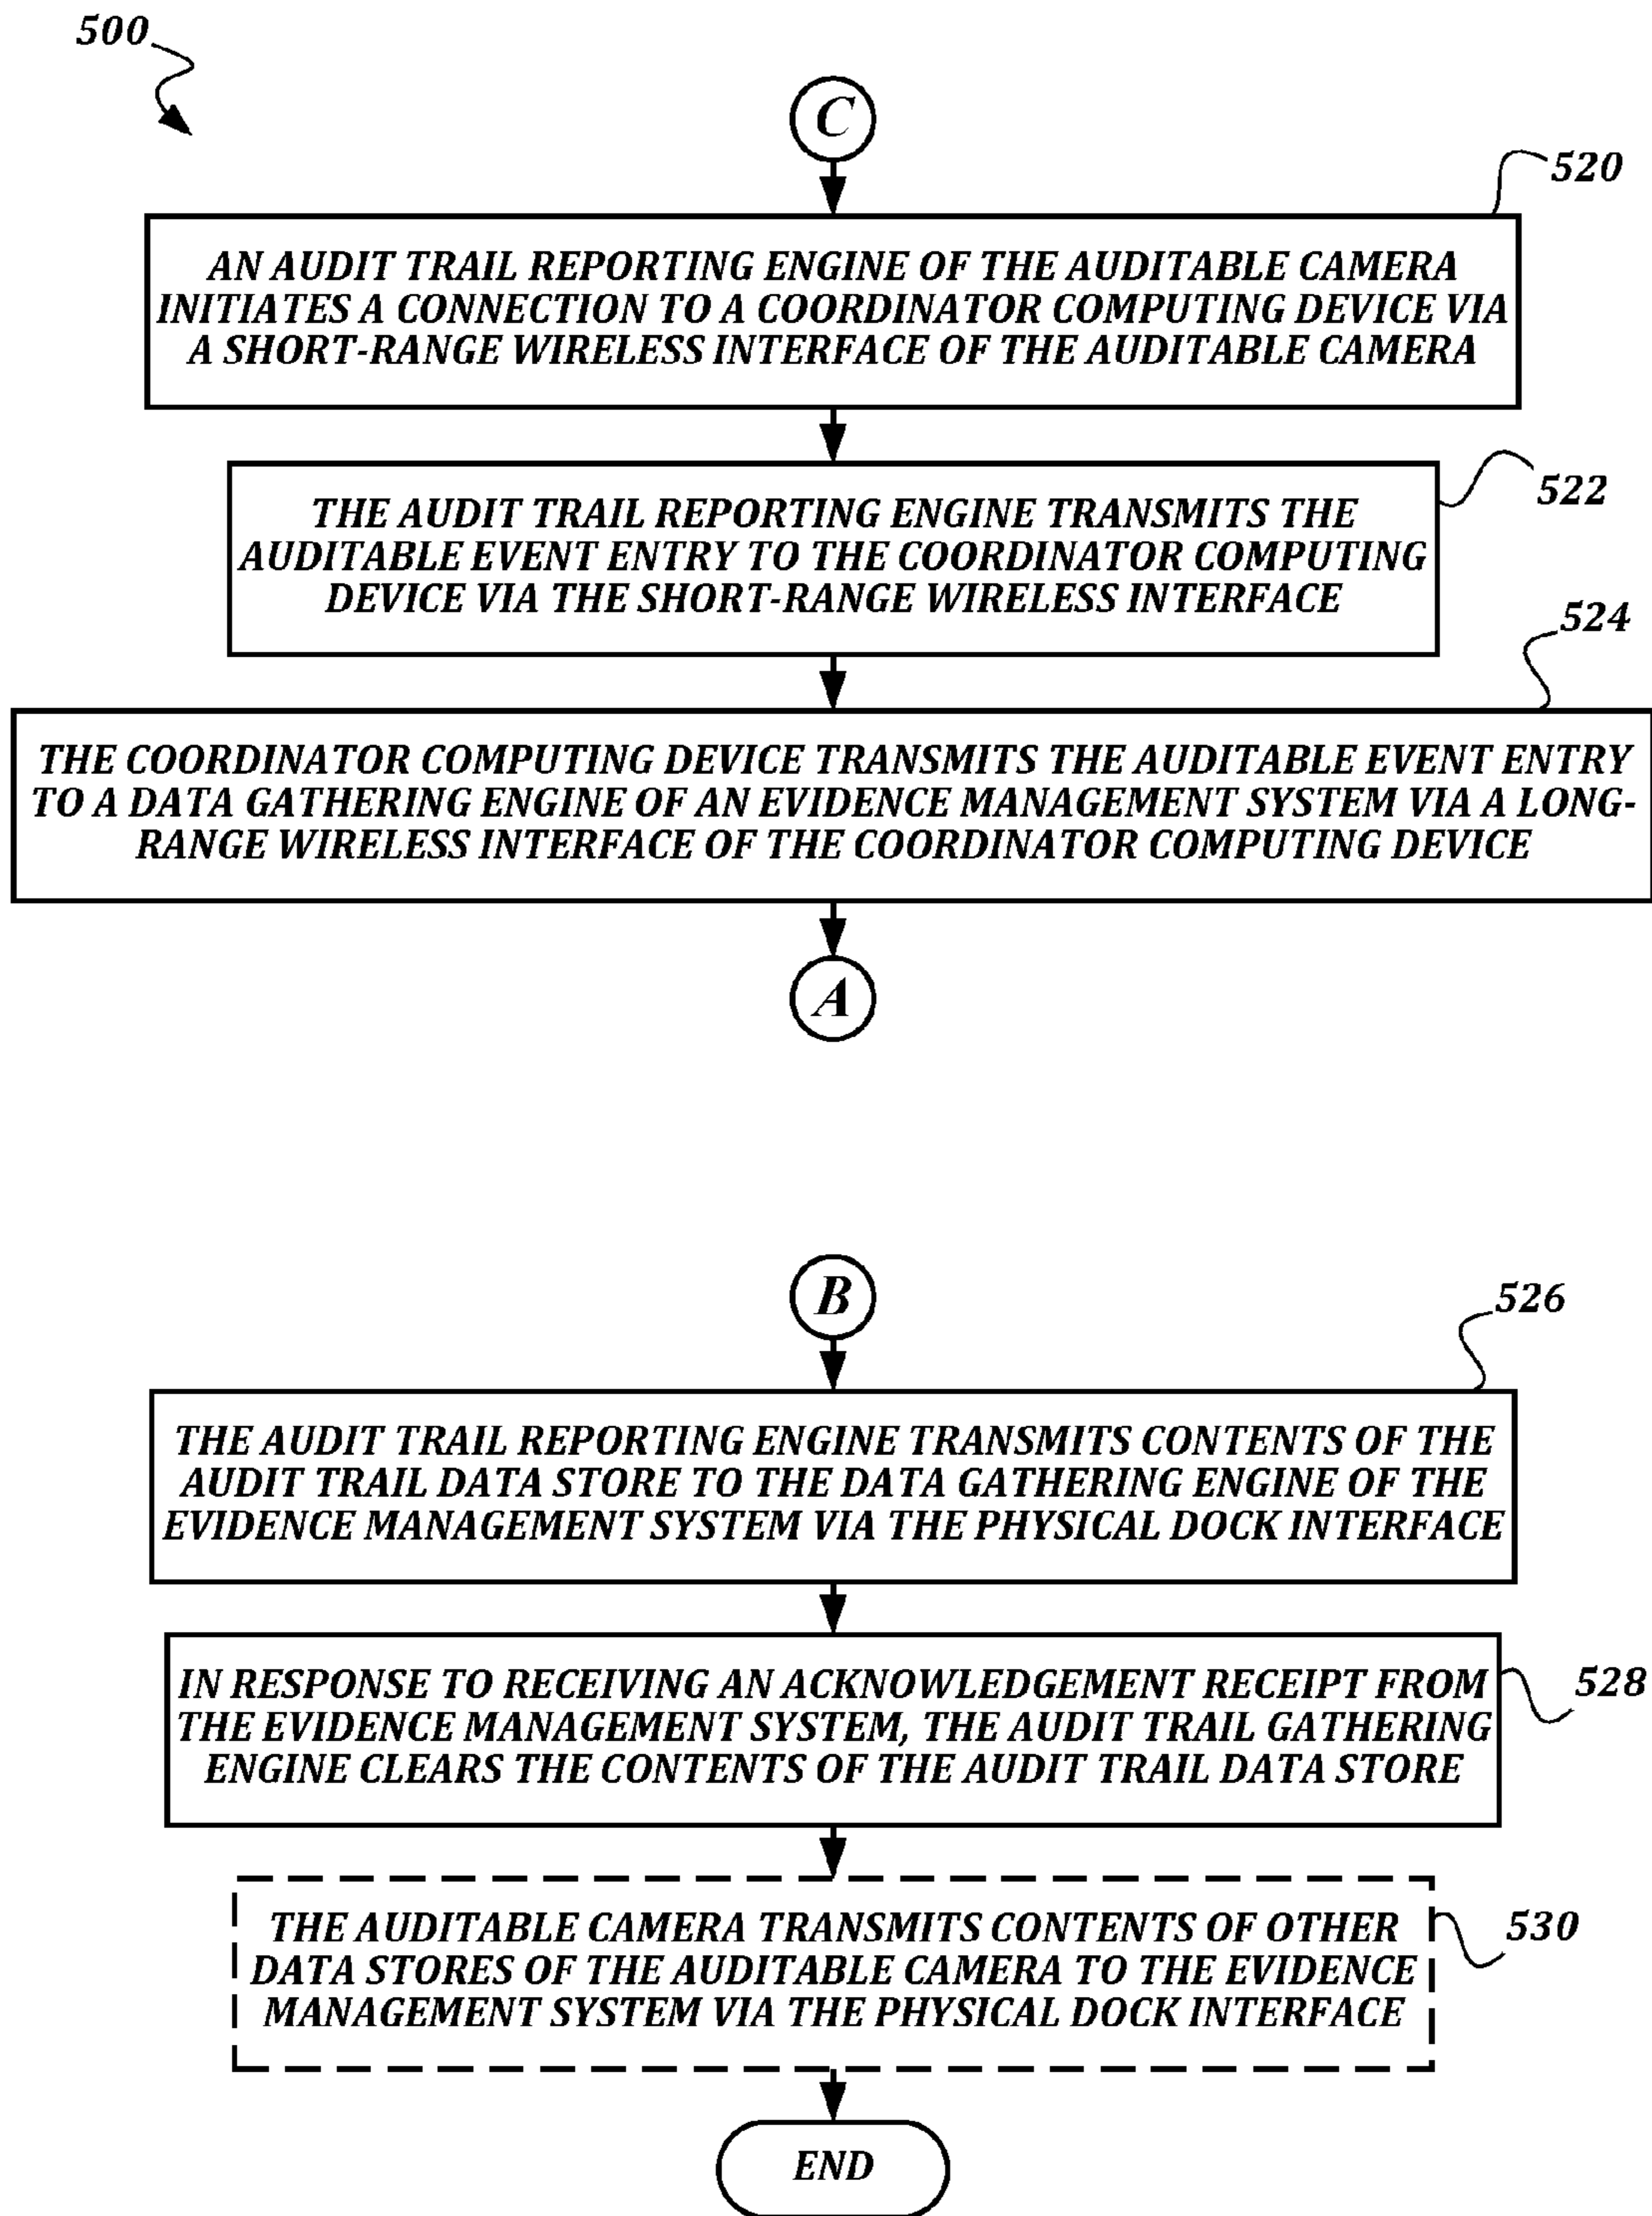 500
C
520
AN AUDIT TRAIL REPORTING ENGINE OF THE AUDITABLE CAMERA
INITIATES A CONNECTION TO A COORDINATOR COMPUTING DEVICE VIA
A SHORT-RANGE WIRELESS INTERFACE OF THE AUDITABLE CAMERA
522
THE AUDIT TRAIL REPORTING ENGINE TRANSMITS THE
AUDITABLE EVENT ENTRY TO THE COORDINATOR COMPUTING
DEVICE VIA THE SHORT-RANGE WIRELESS INTERFACE
524
THE COORDINATOR COMPUTING DEVICE TRANSMITS THE AUDITABLE EVENT ENTRY
TO A DATA GATHERING ENGINE OF AN EVIDENCE MANAGEMENT SYSTEM VIA A LONG-
RANGE WIRELESS INTERFACE OF THE COORDINATOR COMPUTING DEVICE
A
B
526
THE AUDIT TRAIL REPORTING ENGINE TRANSMITS CONTENTS OF THE
AUDIT TRAIL DATA STORE TO THE DATA GATHERING ENGINE OF THE
EVIDENCE MANAGEMENT SYSTEM VIA THE PHYSICAL DOCK INTERFACE
528
IN RESPONSE TO RECEIVING AN ACKNOWLEDGEMENT RECEIPT FROM
THE EVIDENCE MANAGEMENT SYSTEM, THE AUDIT TRAIL GATHERING
ENGINE CLEARS THE CONTENTS OF THE AUDIT TRAIL DATA STORE
530
THE AUDITABLE CAMERA TRANSMITS CONTENTS OF OTHER
DATA STORES OF THE AUDITABLE CAMERA TO THE EVIDENCE
MANAGEMENT SYSTEM VIA THE PHYSICAL DOCK INTERFACE
END